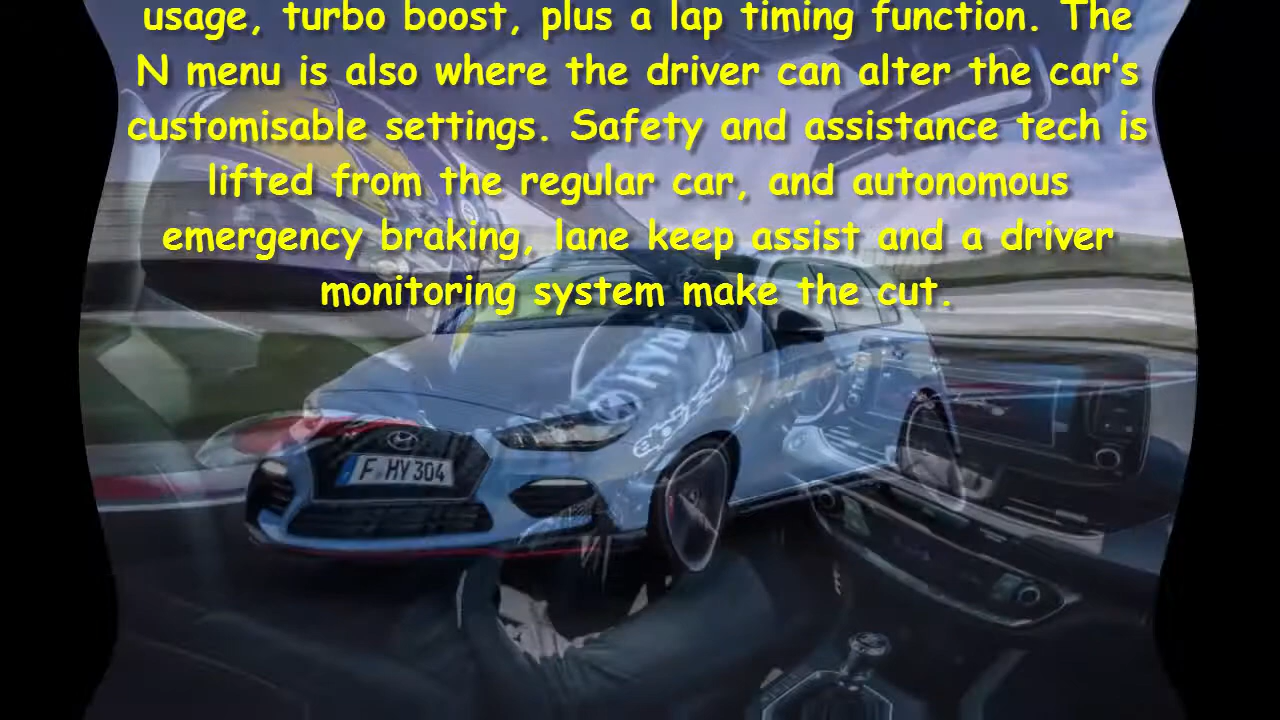 usage, turbo boost, plus a lap timing function. The
N menu is also where the driver can alter the car's
customisable settings. Safety and assistance tech is
lifted from the regular car, and autonomous
emergency braking, lane keep assist and a driver
monitoring system make the cut.
F HY 304